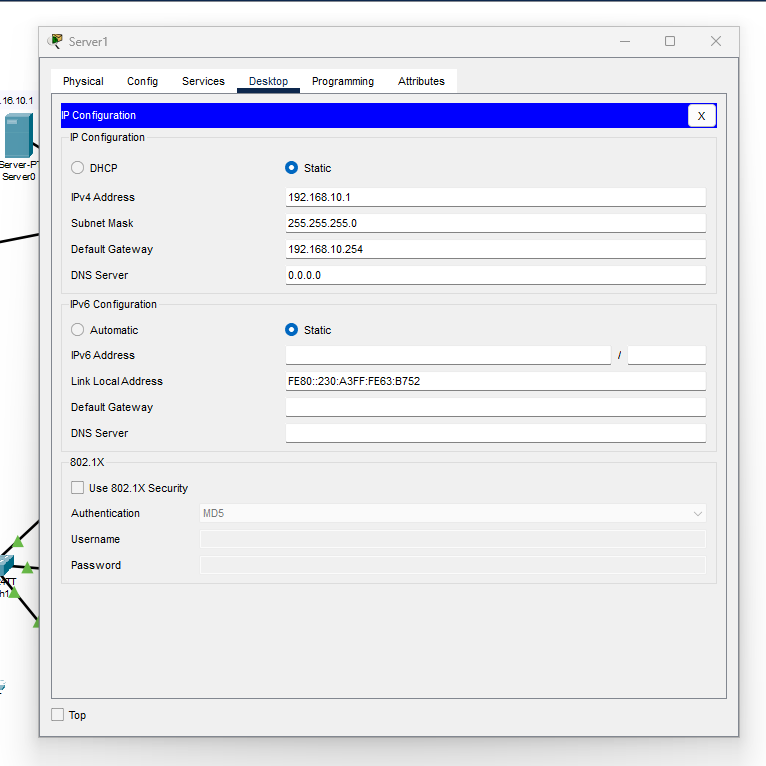 Server1
Physical Config Services Desktop Programming Attributes
.16.10.1
IP Configuration X
IP Configuration
Server-PT
Server0
DHCP Static
IPv4 Address 192.168.10.1
Subnet Mask 255.255.255.0
Default Gateway 192.168.10.254
DNS Server 0.0.0.0
IPv6 Configuration
Automatic Static
IPv6 Address /
Link Local Address FE80::230:A3FF:FE63:B752
Default Gateway
DNS Server
802.1X
Use 802.1X Security
Authentication MD5
Username
Password
Top